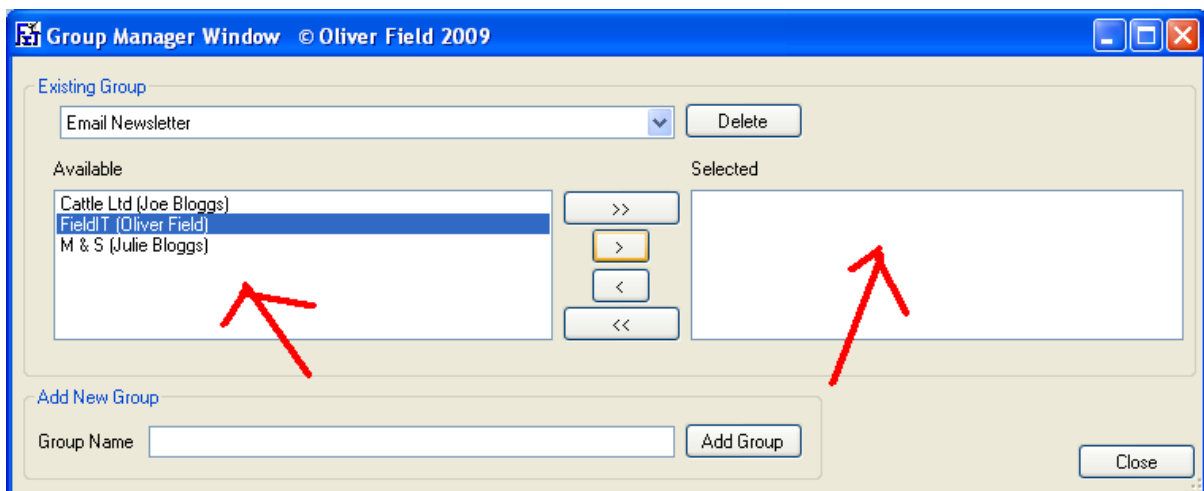 Group Manager Window © Oliver Field 2009
Existing Group
Email Newsletter
Delete
Available
Selected
Cattle Ltd (Joe Bloggs)
FieldIT (Oliver Field)
M & S (Julie Bloggs)
>>
>
<
<<
Add New Group
Group Name
Add Group
Close